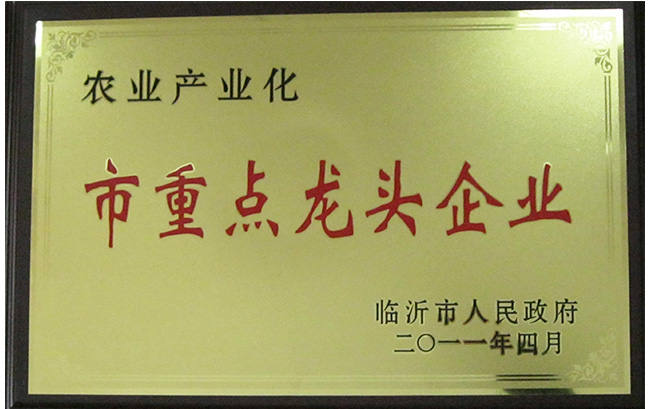 农业产业化
市重点龙头企业
临沂市人民政府
二〇一一年四月